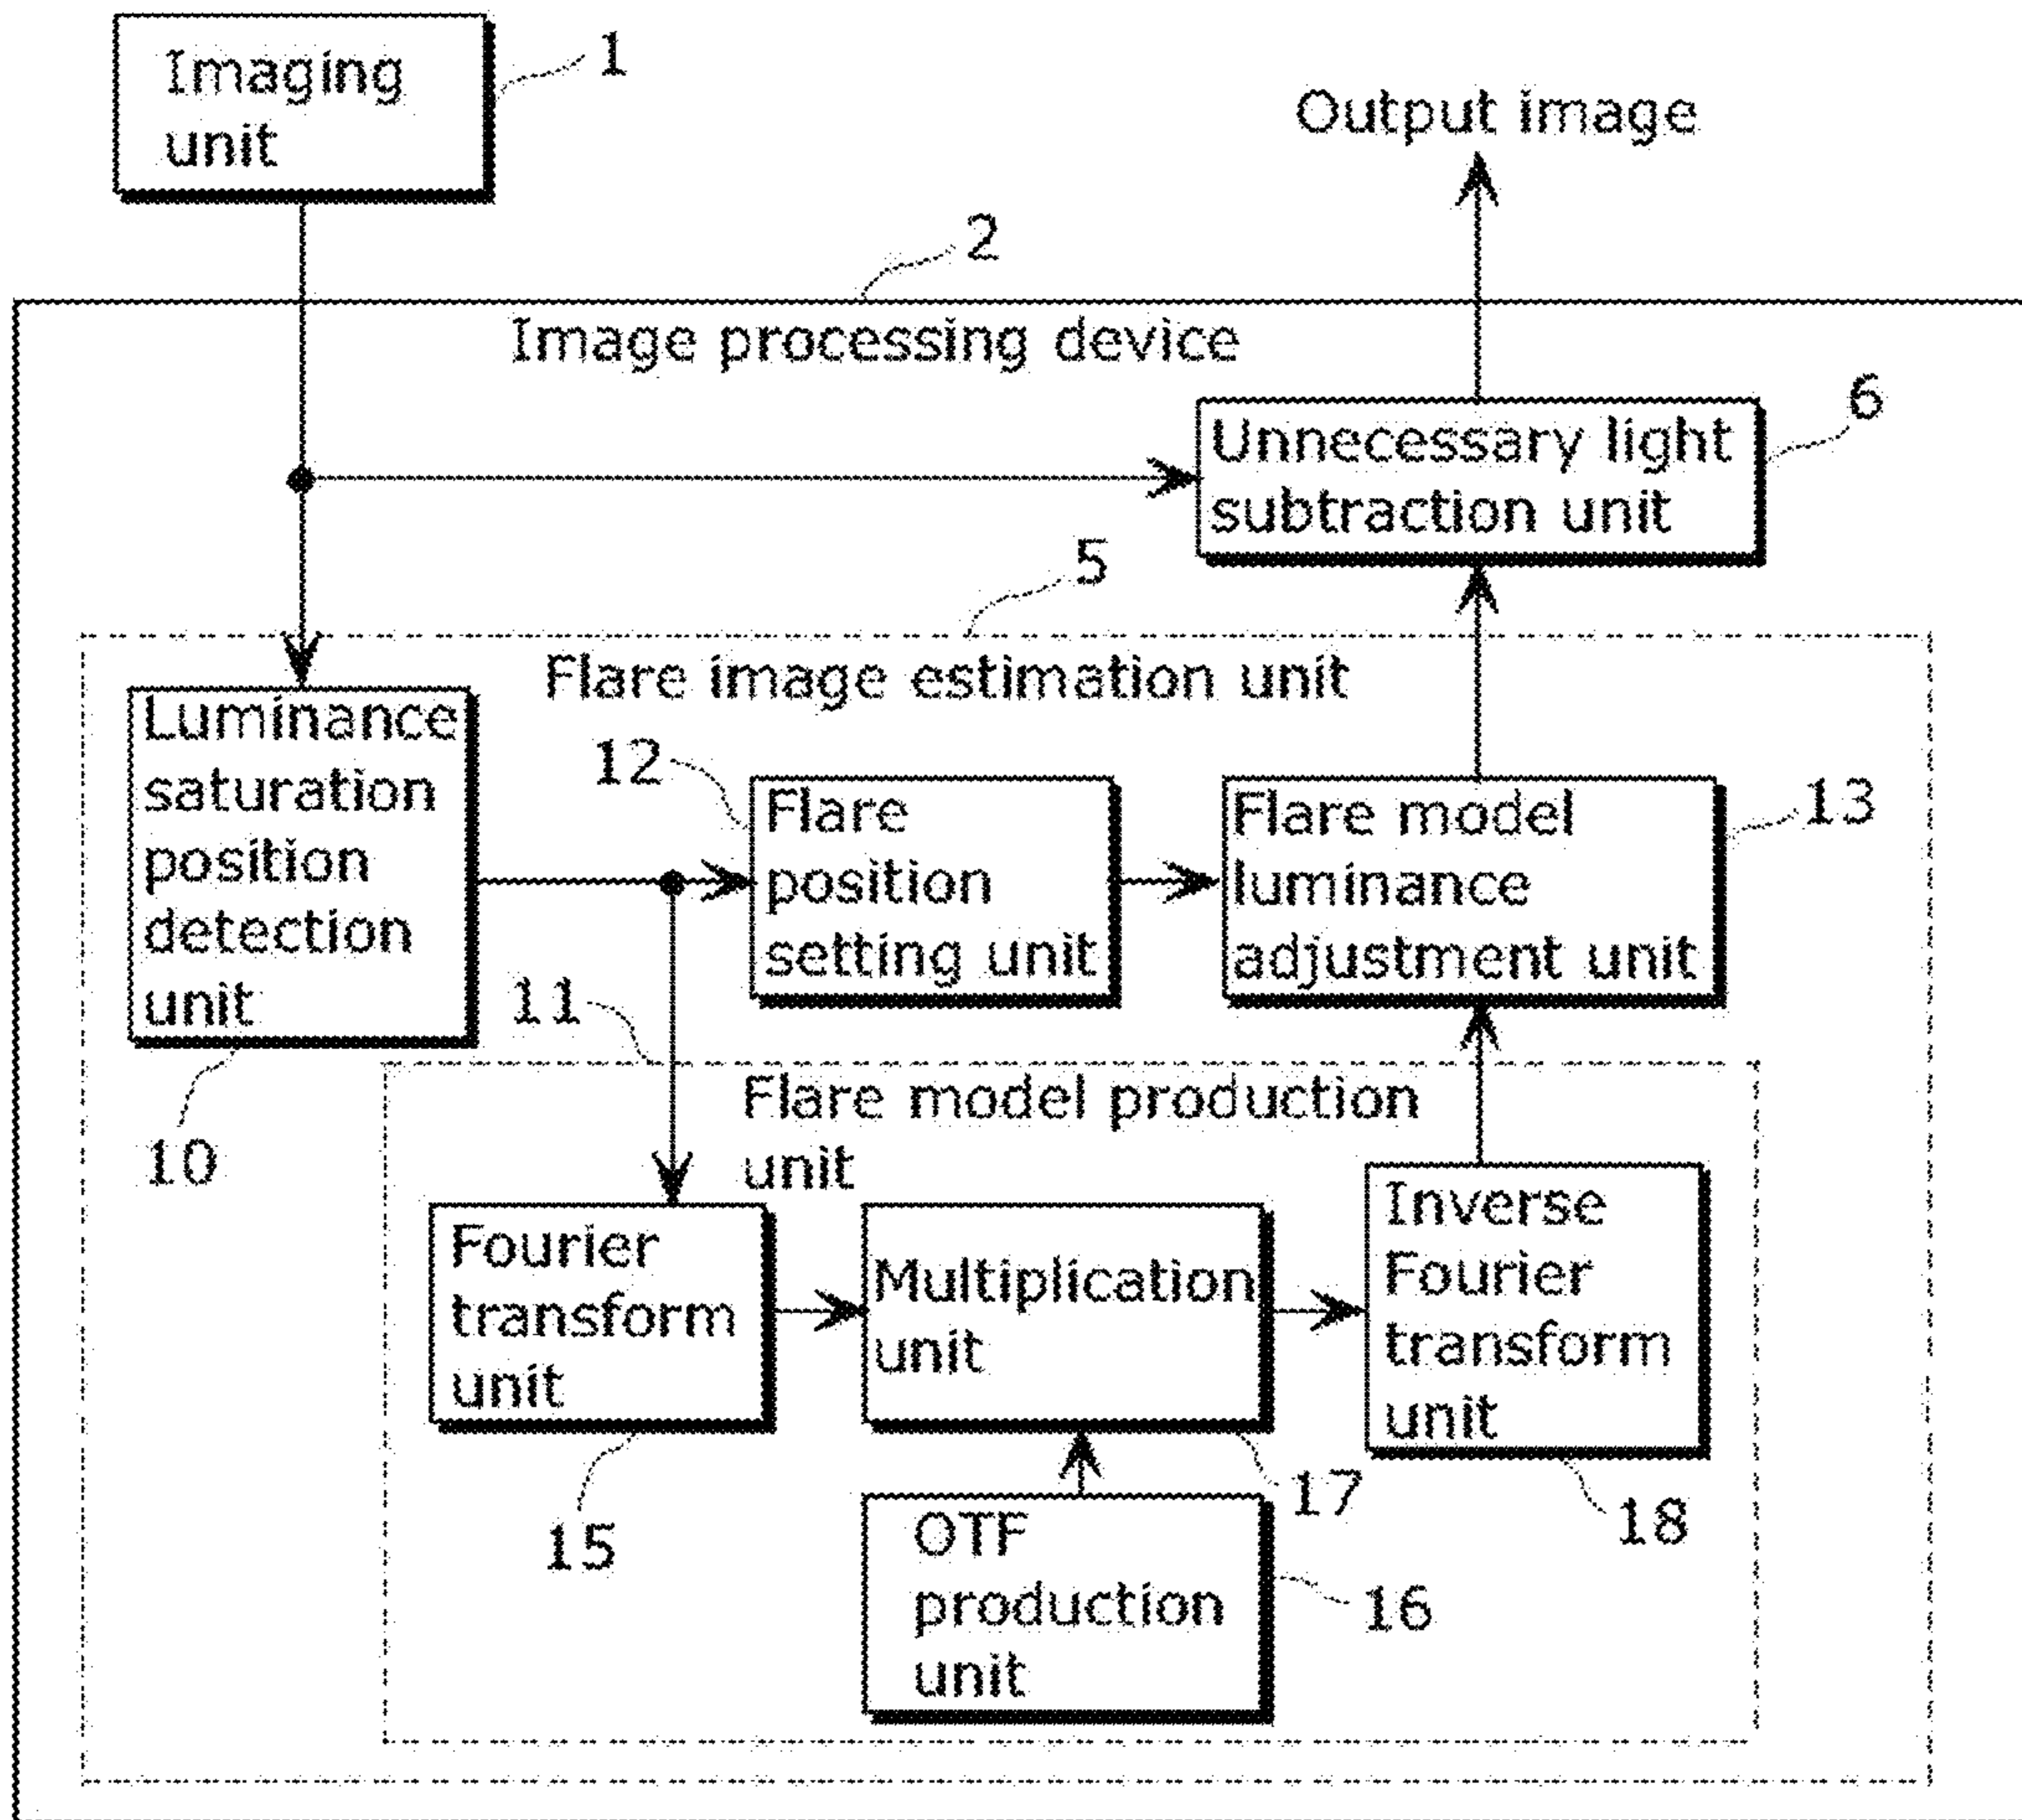 Imaging
unit
1
Output image
2
Image processing device
Unnecessary light
subtraction unit
6
5
Flare image estimation unit
Luminance
saturation
position
detection
unit
10
12
Flare
position
setting unit
Flare model
luminance
adjustment unit
13
11
Flare model production
unit
Fourier
transform
unit
15
Multiplication
unit
17
Inverse
Fourier
transform
unit
18
OTF
production
unit
16